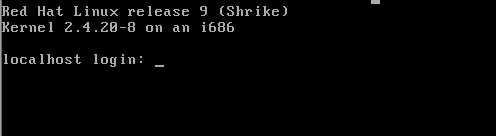 Red Hat Linux release 9 (Shrike)
Kernel 2.4.20-8 on an i686
localhost login: _